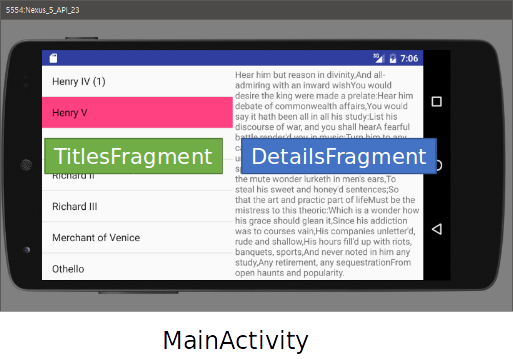 5554:Nexus_5_API_23
3G 7:06
Henry IV (1)
Henry V
TitlesFragment
Richard II
Richard III
Merchant of Venice
Othello
Hear him but reason in divinity,And all-
admiring with an inward wishYou would
desire the king were made a prelate:Hear him
debate of commonwealth affairs,You would
say it hath been all in all his study:List his
discourse of war, and you shall hearA fearful
battle render'd you in music:Turn him to any
DetailsFragment
the mute wonder lurketh in men's ears,To
steal his sweet and honey'd sentences;So
that the art and practic part of lifeMust be the
mistress to this theoric:Which is a wonder how
his grace should glean it,Since his addiction
was to courses vain,His companies unletter'd,
rude and shallow,His hours fill'd up with riots,
banquets, sports,And never noted in him any
study,Any retirement, any sequestrationFrom
open haunts and popularity.
MainActivity